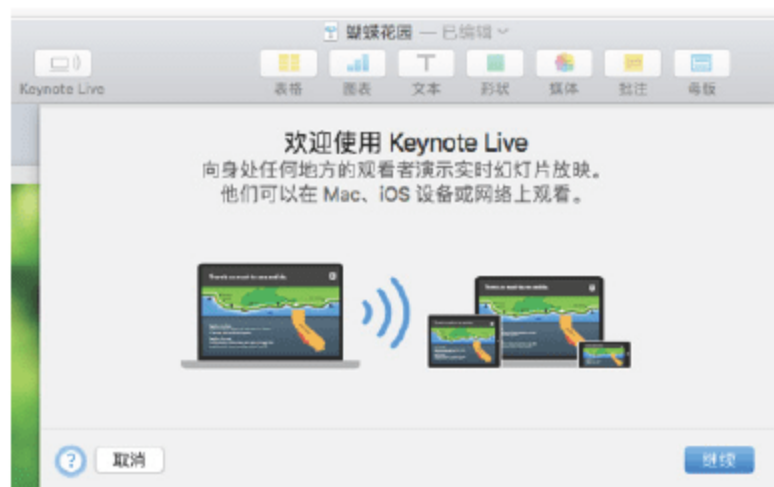 蝴蝶花园 — 已编辑
Keynote Live
表格
图表
文本
形状
媒体
批注
母版
欢迎使用 Keynote Live
向身处任何地方的观看者演示实时幻灯片放映。
他们可以在 Mac、iOS 设备或网络上观看。
?
取消
继续